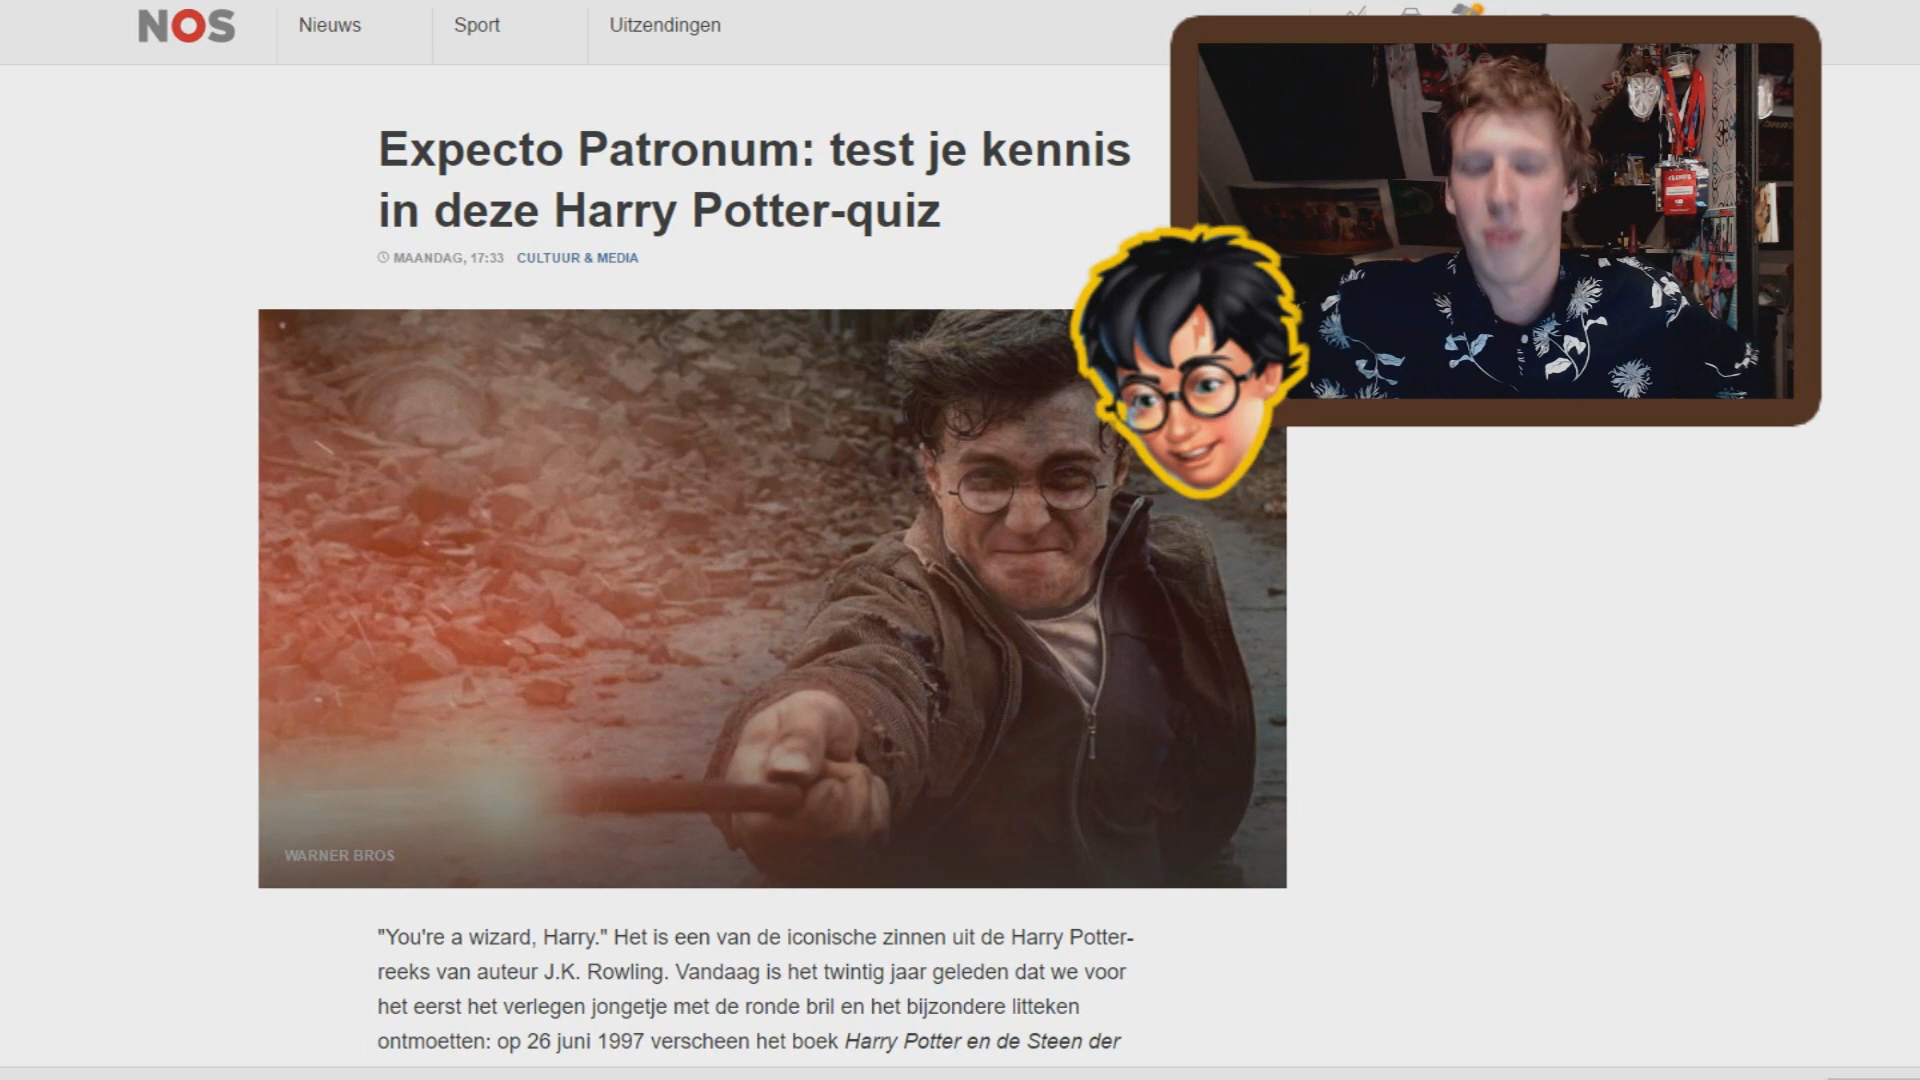 NOS
Nieuws
Sport
Uitzendingen
Expecto Patronum: test je kennis
in deze Harry Potter-quiz
MAANDAG, 17:33 CULTUUR & MEDIA
WARNER BROS
"You're a wizard, Harry." Het is een van de iconische zinnen uit de Harry Potter-
reeks van auteur J.K. Rowling. Vandaag is het twintig jaar geleden dat we voor
het eerst het verlegen jongetje met de ronde bril en het bijzondere litteken
ontmoetten: op 26 juni 1997 verscheen het boek Harry Potter en de Steen der